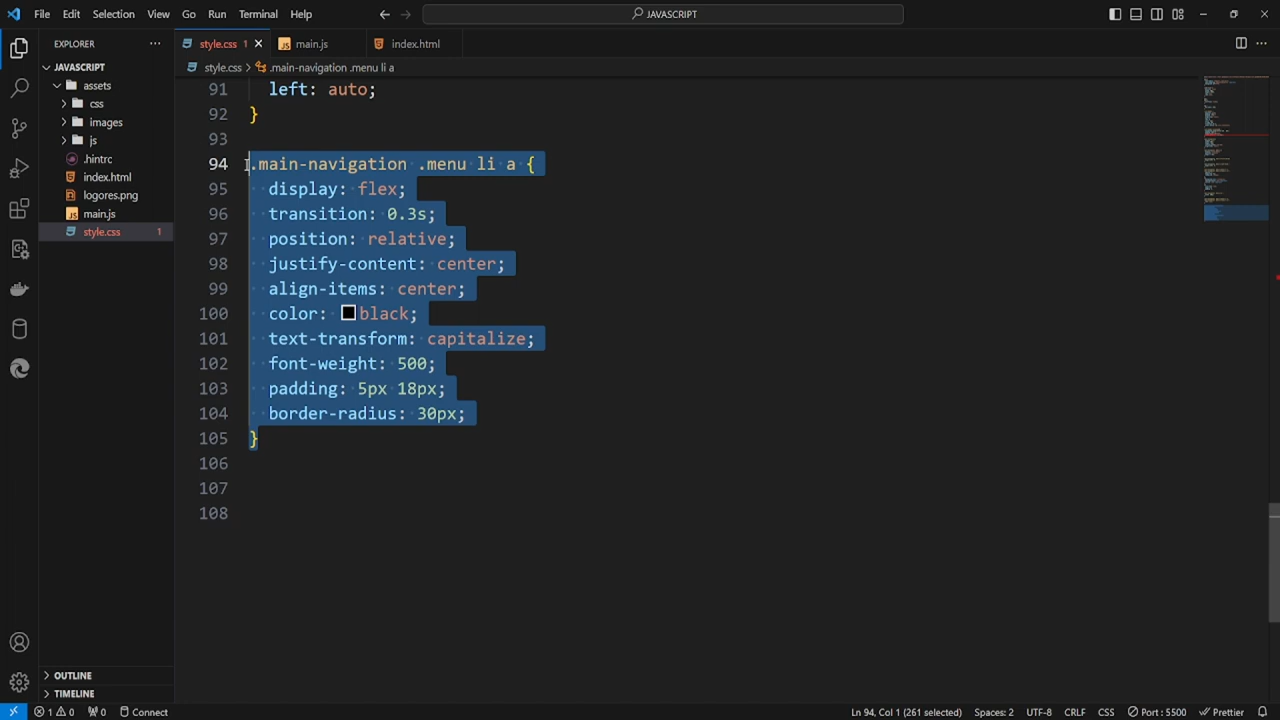 File Edit Selection View Go Run Terminal Help
JAVASCRIPT
EXPLORER
style.css 1
main.js
index.html
JAVASCRIPT
assets
css
images
js
.hintrc
index.html
logores.png
main.js
style.css 1
OUTLINE
TIMELINE
style.css > .main-navigation .menu li a
91 left: auto;
92 }
93
94 .main-navigation .menu li a {
95 display: flex;
96 transition: 0.3s;
97 position: relative;
98 justify-content: center;
99 align-items: center;
100 color: black;
101 text-transform: capitalize;
102 font-weight: 500;
103 padding: 5px 18px;
104 border-radius: 30px;
105 }
106
107
108
1 0 0 Connect Ln 94, Col 1 (261 selected) Spaces: 2 UTF-8 CRLF CSS Port : 5500 Prettier